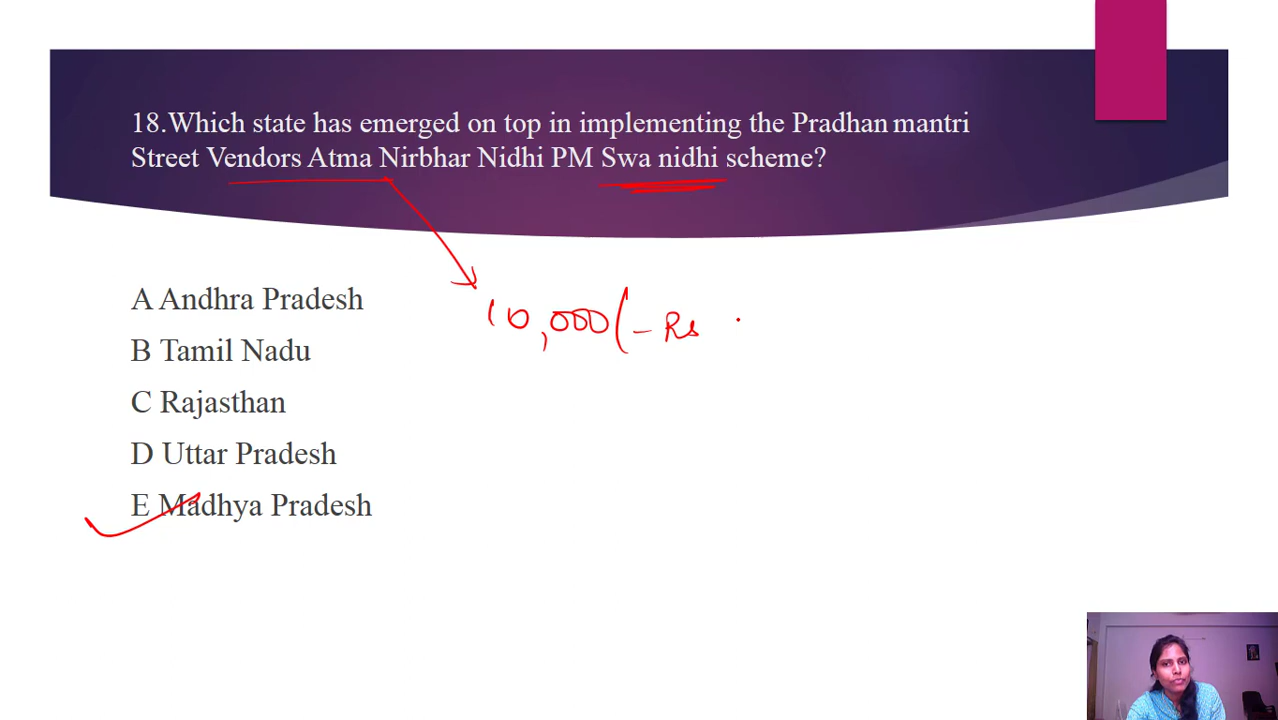 18.Which state has emerged on top in implementing the Pradhan mantri
Street Vendors Atma Nirbhar Nidhi PM Swa nidhi scheme?
A Andhra Pradesh
10,000/- Rs
B Tamil Nadu
C Rajasthan
D Uttar Pradesh
E Madhya Pradesh